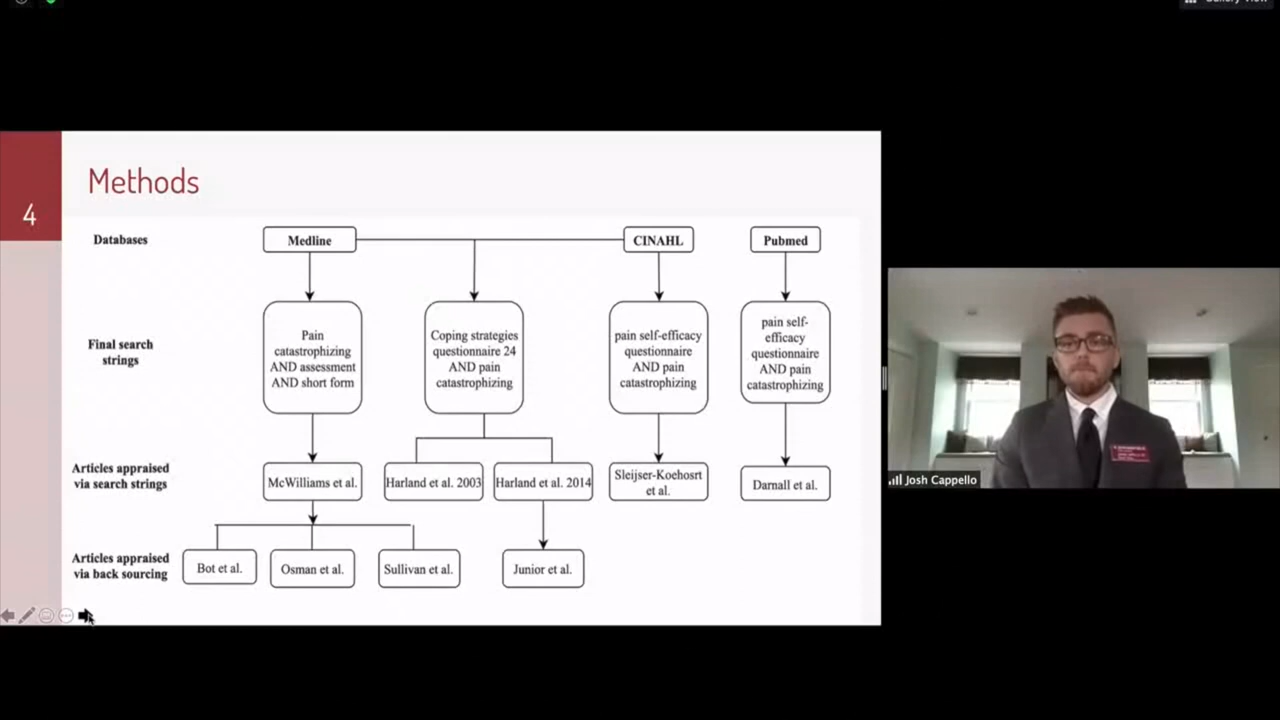 Methods
4
Databases
Medline
CINAHL
Pubmed
Final search
strings
Pain
catastrophizing
AND assessment
AND short form
Coping strategies
questionnaire 24
AND pain
catastrophizing
pain self-efficacy
questionnaire
AND pain
catastrophizing
pain self-
efficacy
questionnaire
AND pain
catastrophizing
Articles appraised
via search strings
McWilliams et al.
Harland et al. 2003
Harland et al. 2014
Sleijser-Koehosrt
et al.
Darnall et al.
Articles appraised
via back sourcing
Bot et al.
Osman et al.
Sullivan et al.
Junior et al.
Josh Cappello